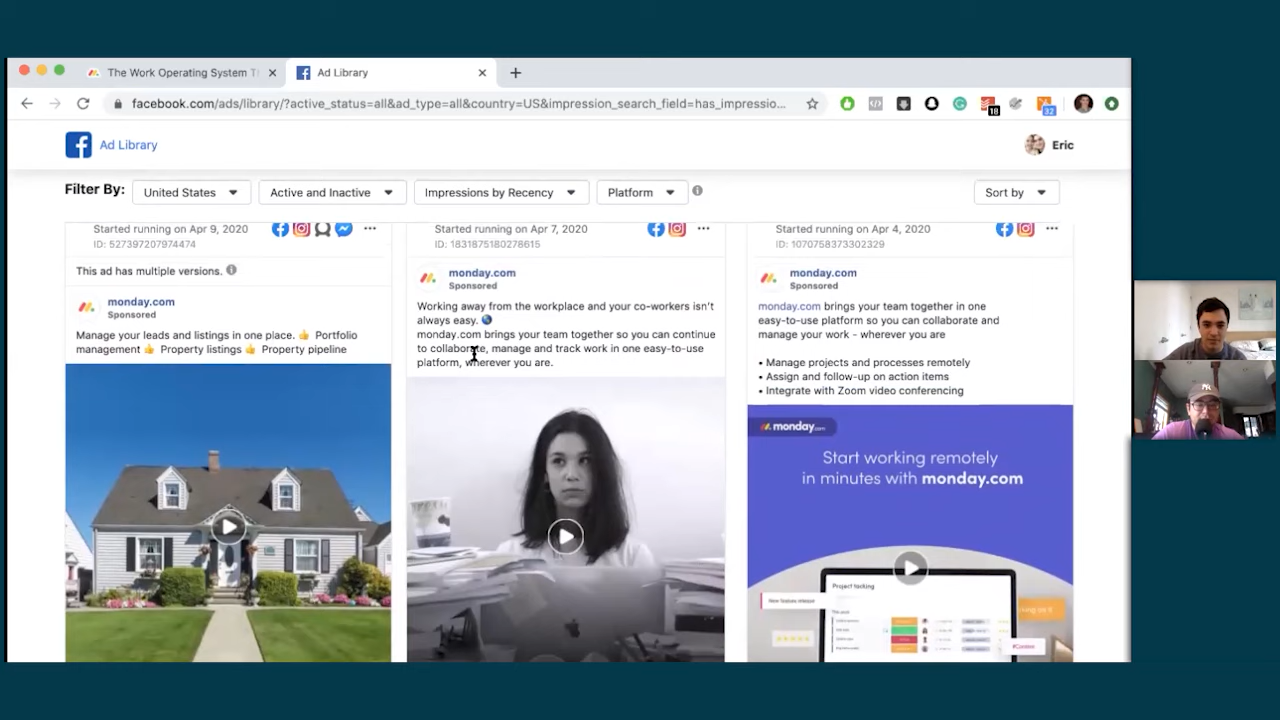 The Work Operating System T
Ad Library
facebook.com/ads/library/?active_status=all&ad_type=all&country=US&impression_search_field=has_impressio...
18
32
Ad Library
Eric
Filter By:
United States
Active and Inactive
Impressions by Recency
Platform
Sort by
Started running on Apr 9, 2020
ID: 527397207974474
This ad has multiple versions.
monday.com
Sponsored
Manage your leads and listings in one place. 👍 Portfolio
management 👍 Property listings 👍 Property pipeline
Started running on Apr 7, 2020
ID: 1831875180278615
monday.com
Sponsored
Working away from the workplace and your co-workers isn't
always easy. 🌏
monday.com brings your team together so you can continue
to collaborate, manage and track work in one easy-to-use
platform, wherever you are.
Started running on Apr 4, 2020
ID: 1070758373302329
monday.com
Sponsored
monday.com brings your team together in one
easy-to-use platform so you can collaborate and
manage your work - wherever you are
• Manage projects and processes remotely
• Assign and follow-up on action items
• Integrate with Zoom video conferencing
monday.com
Start working remotely
in minutes with monday.com
Project tacking